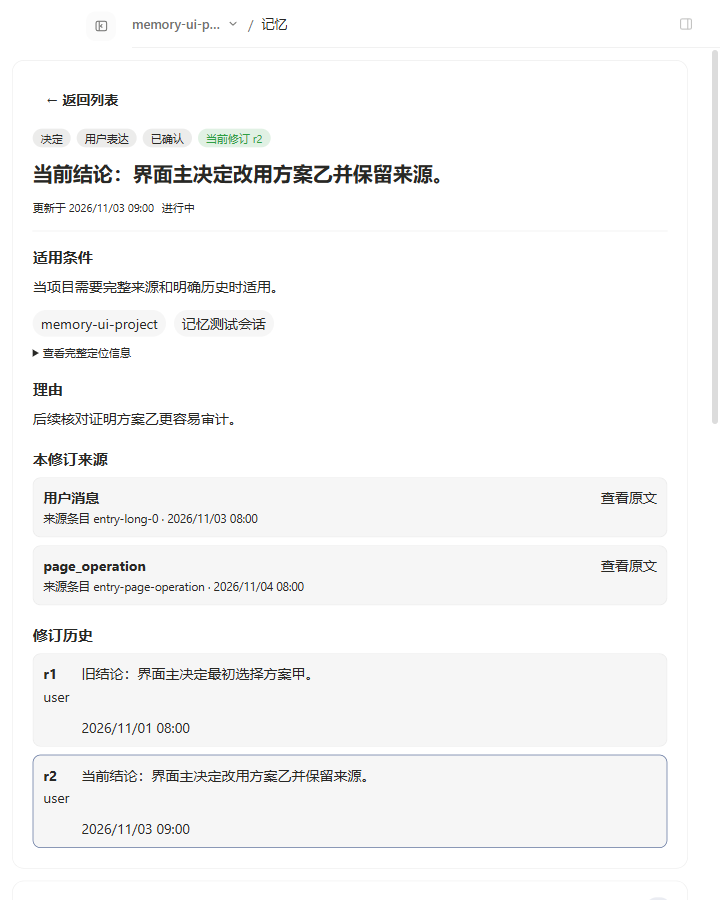 memory-ui-p... / 记忆
← 返回列表
决定 用户表达 已确认 当前修订 r2
当前结论：界面主决定改用方案乙并保留来源。
更新于 2026/11/03 09:00 进行中
适用条件
当项目需要完整来源和明确历史时适用。
memory-ui-project 记忆测试会话
▶ 查看完整定位信息
理由
后续核对证明方案乙更容易审计。
本修订来源
用户消息 查看原文
来源条目 entry-long-0 · 2026/11/03 08:00
page_operation 查看原文
来源条目 entry-page-operation · 2026/11/04 08:00
修订历史
r1 旧结论：界面主决定最初选择方案甲。
user
2026/11/01 08:00
r2 当前结论：界面主决定改用方案乙并保留来源。
user
2026/11/03 09:00